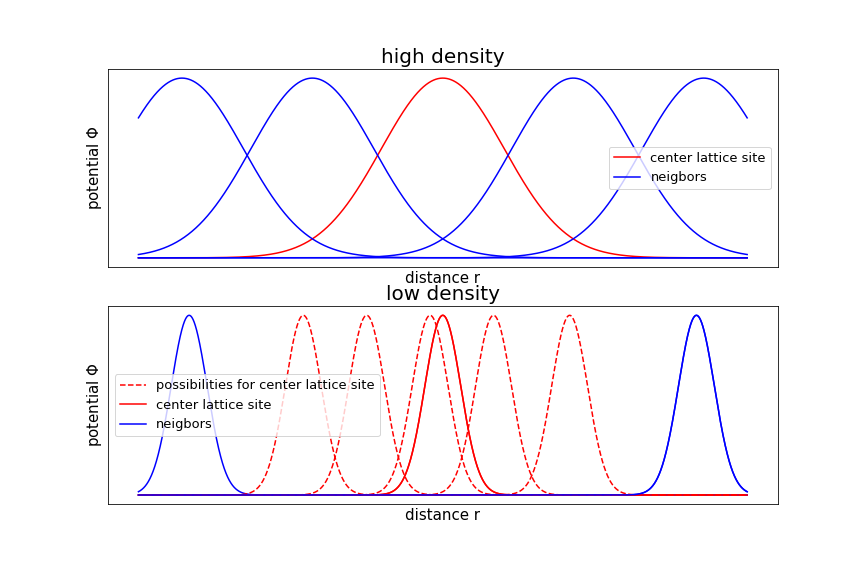 high density
potential Φ
center lattice site
neigbors
distance r
low density
potential Φ
possibilities for center lattice site
center lattice site
neigbors
distance r